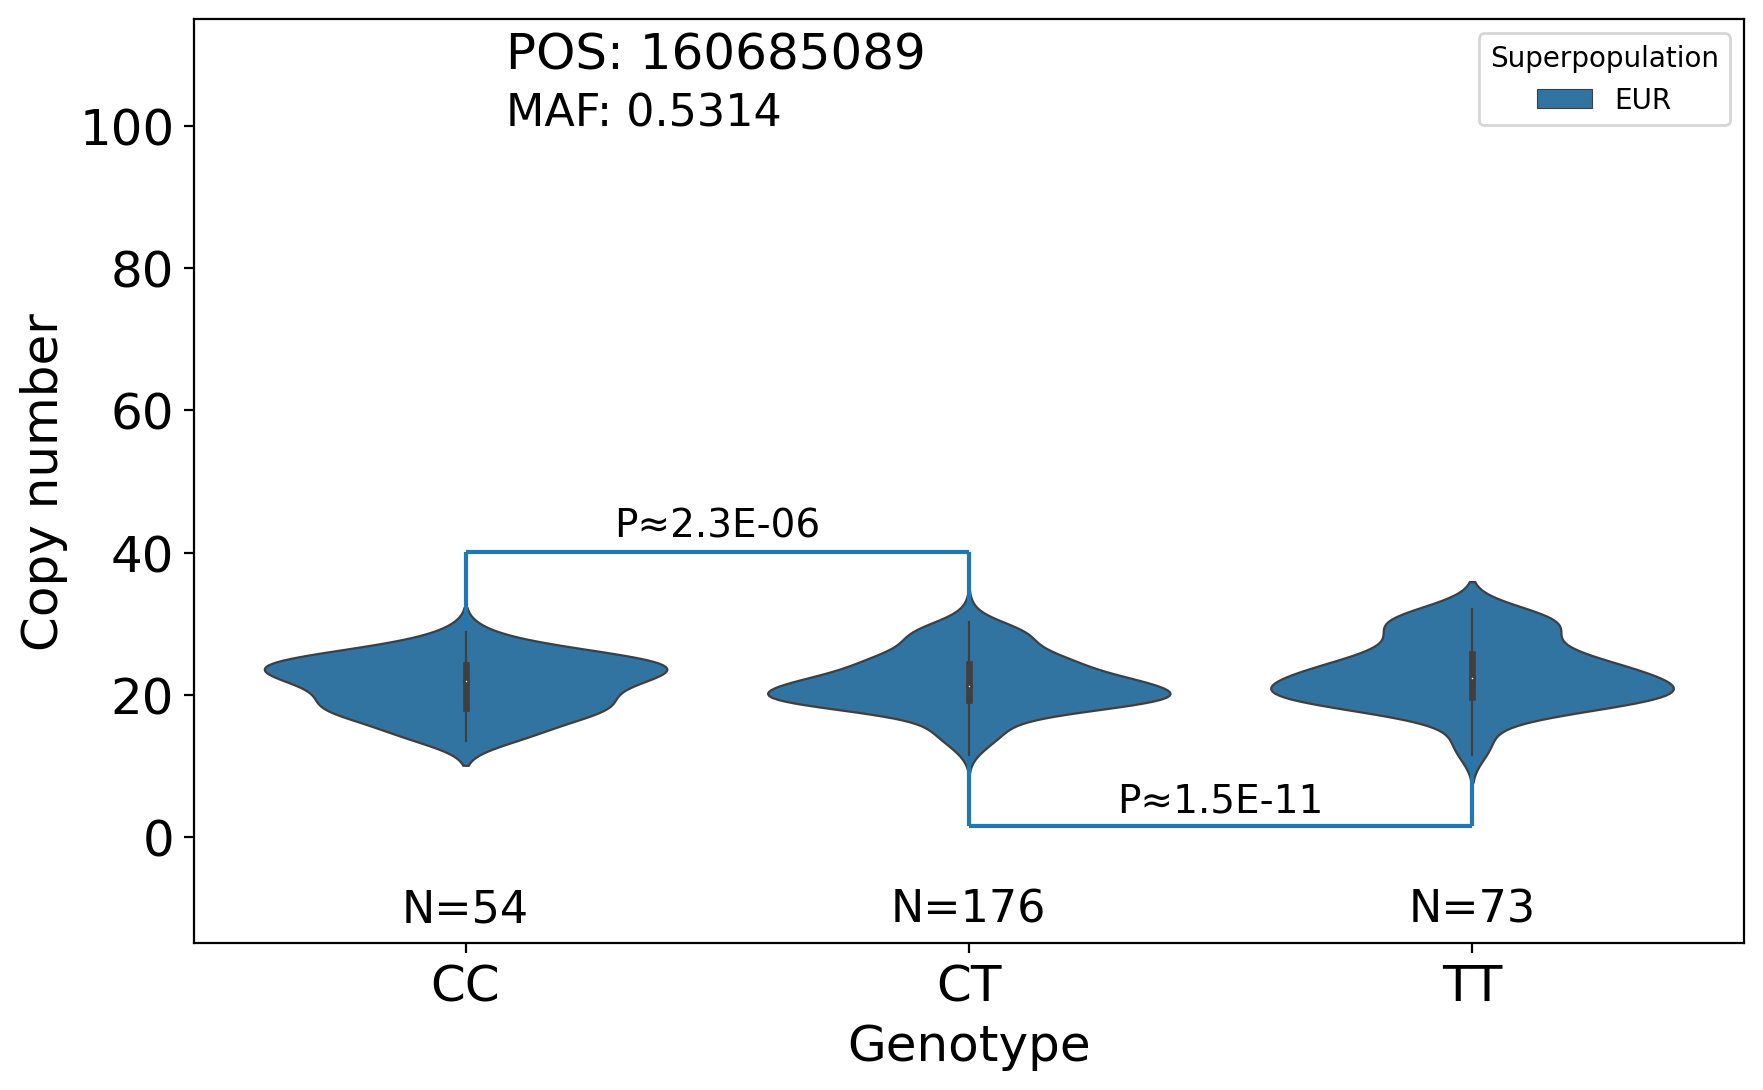 POS: 160685089
MAF: 0.5314
Superpopulation
EUR
100
80
60
40
20
0
Copy number
P≈2.3E-06
P≈1.5E-11
N=54
N=176
N=73
CC
CT
TT
Genotype